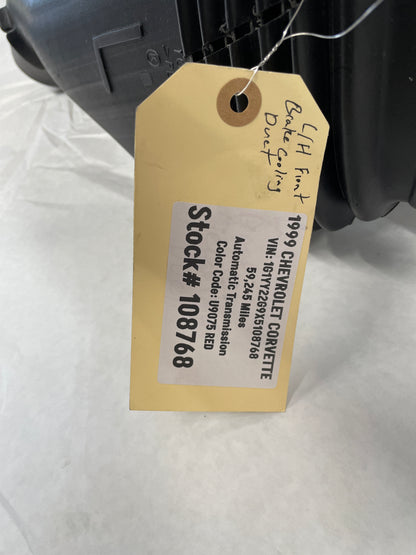 L/H Front
Brake Cooling
Duct
1999 CHEVROLET CORVETTE
VIN: 1G1YY22G9X5108768
59,245 Miles
Automatic Transmission
Color Code: U9075 RED
Stock# 108768